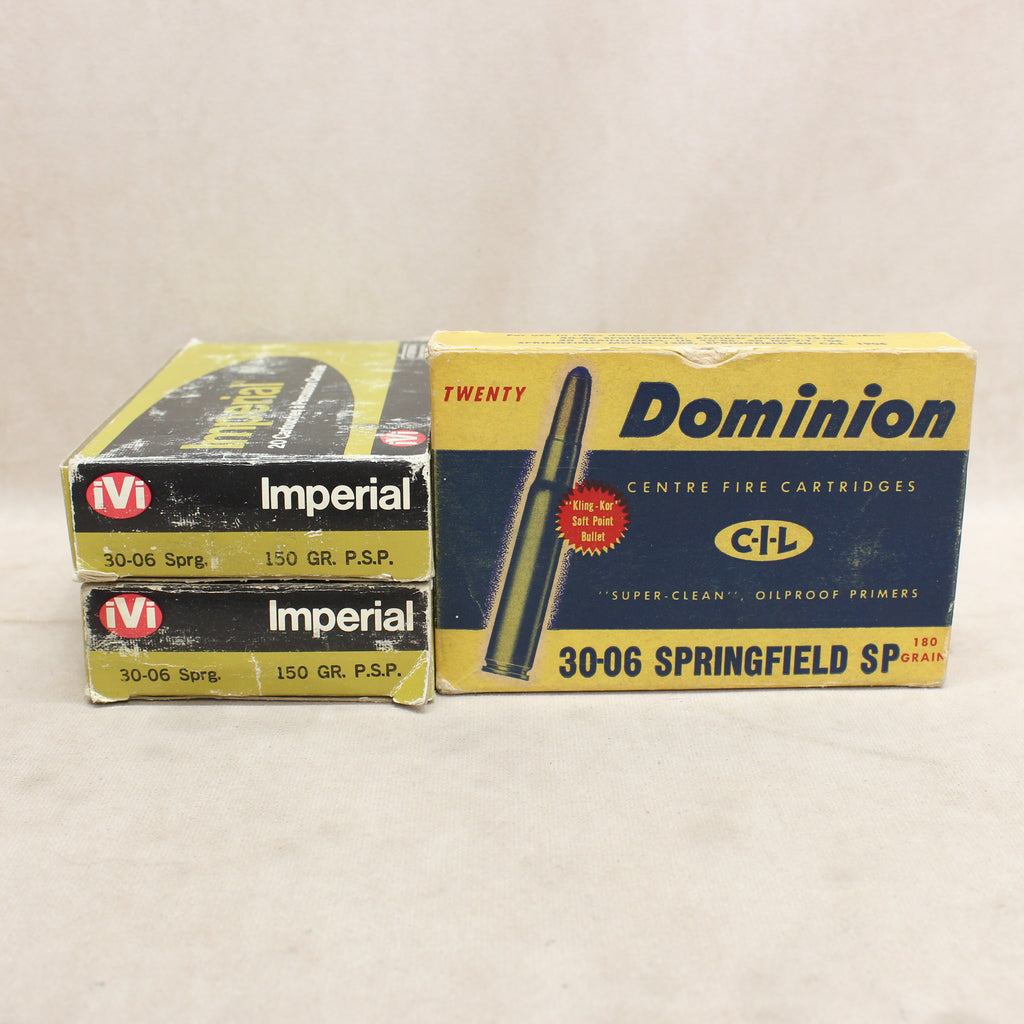 Imperial
iVi
iVi
Imperial
30-06 Sprg.
150 GR. P.S.P.
iVi
Imperial
30-06 Sprg.
150 GR. P.S.P.
TWENTY
Dominion
CENTRE FIRE CARTRIDGES
"Kling-Kor
Soft Point
Bullet
C-I-L
"SUPER-CLEAN", OILPROOF PRIMERS
30-06 SPRINGFIELD SP
180
GRAIN